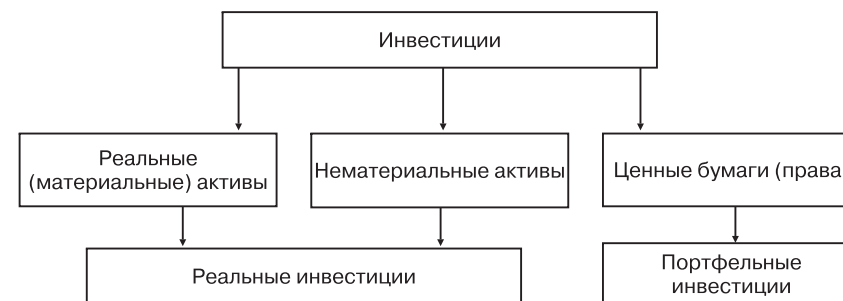 Инвестиции
Реальные
(материальные) активы
Нематериальные активы
Ценные бумаги (права
Реальные инвестиции
Портфельные
инвестиции